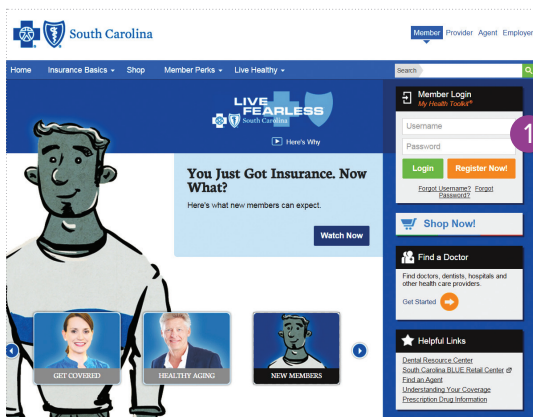 South Carolina
Member Provider Agent Employer
Home Insurance Basics Shop Member Perks Live Healthy
Search
LIVE
FEARLESS
South Carolina
Here's Why
You Just Got Insurance. Now
What?
Here's what new members can expect.
Watch Now
GET COVERED
HEALTHY AGING
NEW MEMBERS
Member Login
My Health Toolkit®
Username
1
Password
Login Register Now!
Forgot Username? Forgot
Password?
Shop Now!
Find a Doctor
Find doctors, dentists, hospitals and
other health care providers.
Get Started
Helpful Links
Dental Resource Center
South Carolina BLUE Retail Center
Find an Agent
Understanding Your Coverage
Prescription Drug Information